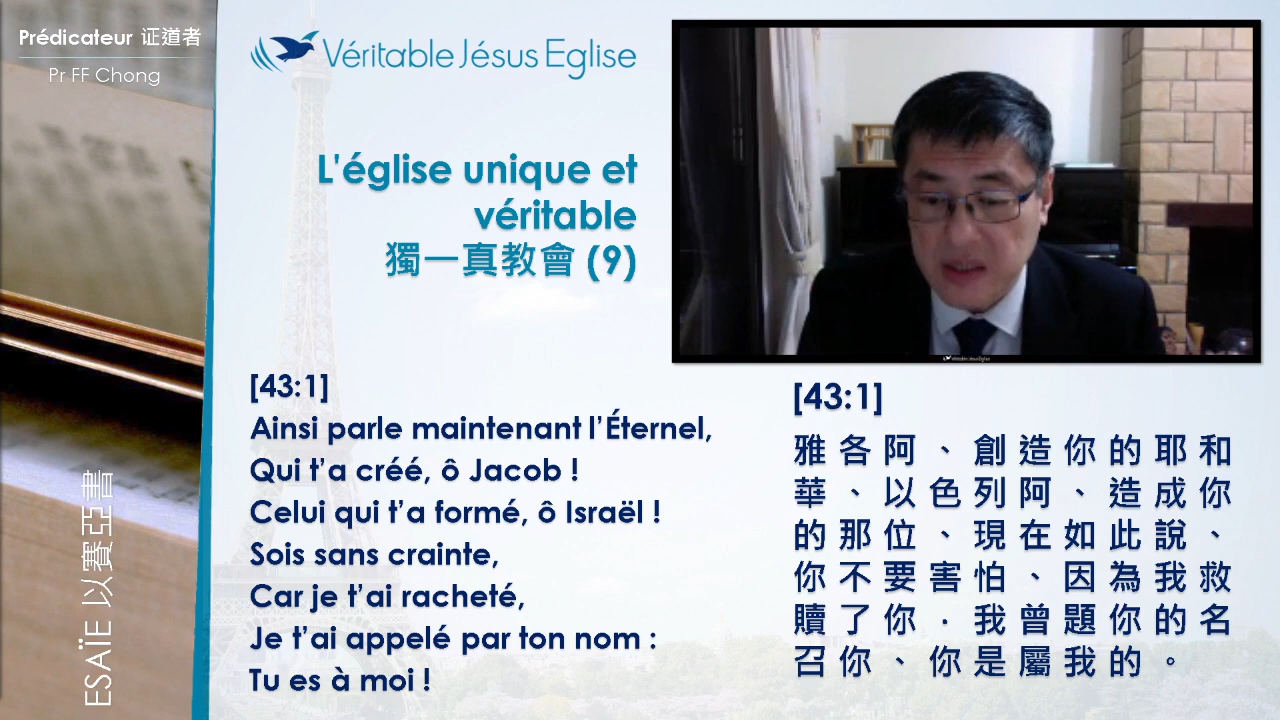 Prédicateur 证道者
Pr FF Chong
Véritable Jésus Eglise
L'église unique et
véritable
獨一真教會 (9)
[43:1]
Ainsi parle maintenant l'Éternel,
Qui t'a créé, ô Jacob !
Celui qui t'a formé, ô Israël !
Sois sans crainte,
Car je t'ai racheté,
Je t'ai appelé par ton nom :
Tu es à moi !
[43:1]
雅各阿、創造你的耶和
華、以色列阿、造成你
的那位、現在如此說、
你不要害怕、因為我救
贖了你．我曾題你的名
召你、你是屬我的。
ESAÏE 以賽亞書
Véritable Jésus Eglise